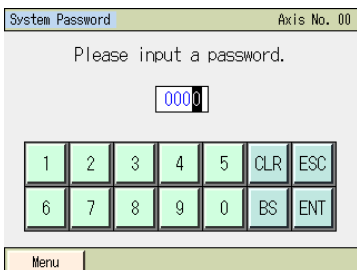 System Password Axis No. 00
Please input a password.
0000
1 2 3 4 5 CLR ESC
6 7 8 9 0 BS ENT
Menu